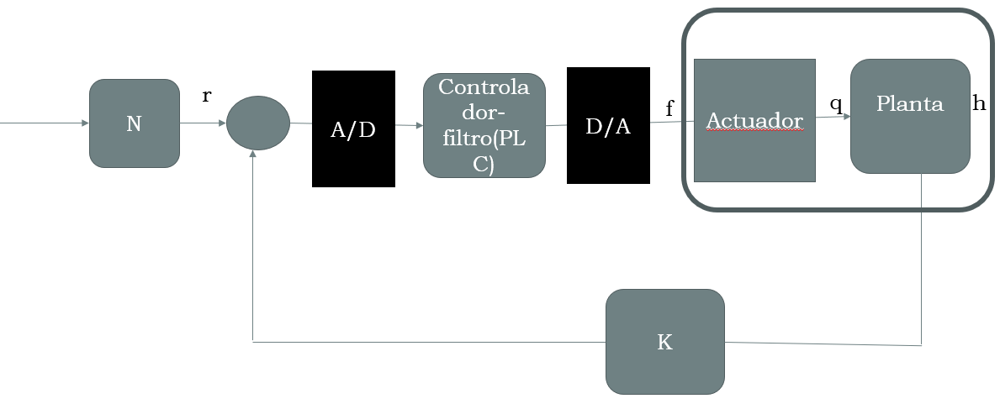 N
r
A/D
Controla
dor-
filtro(PL
C)
D/A
f
Actuador
q
Planta
h
K